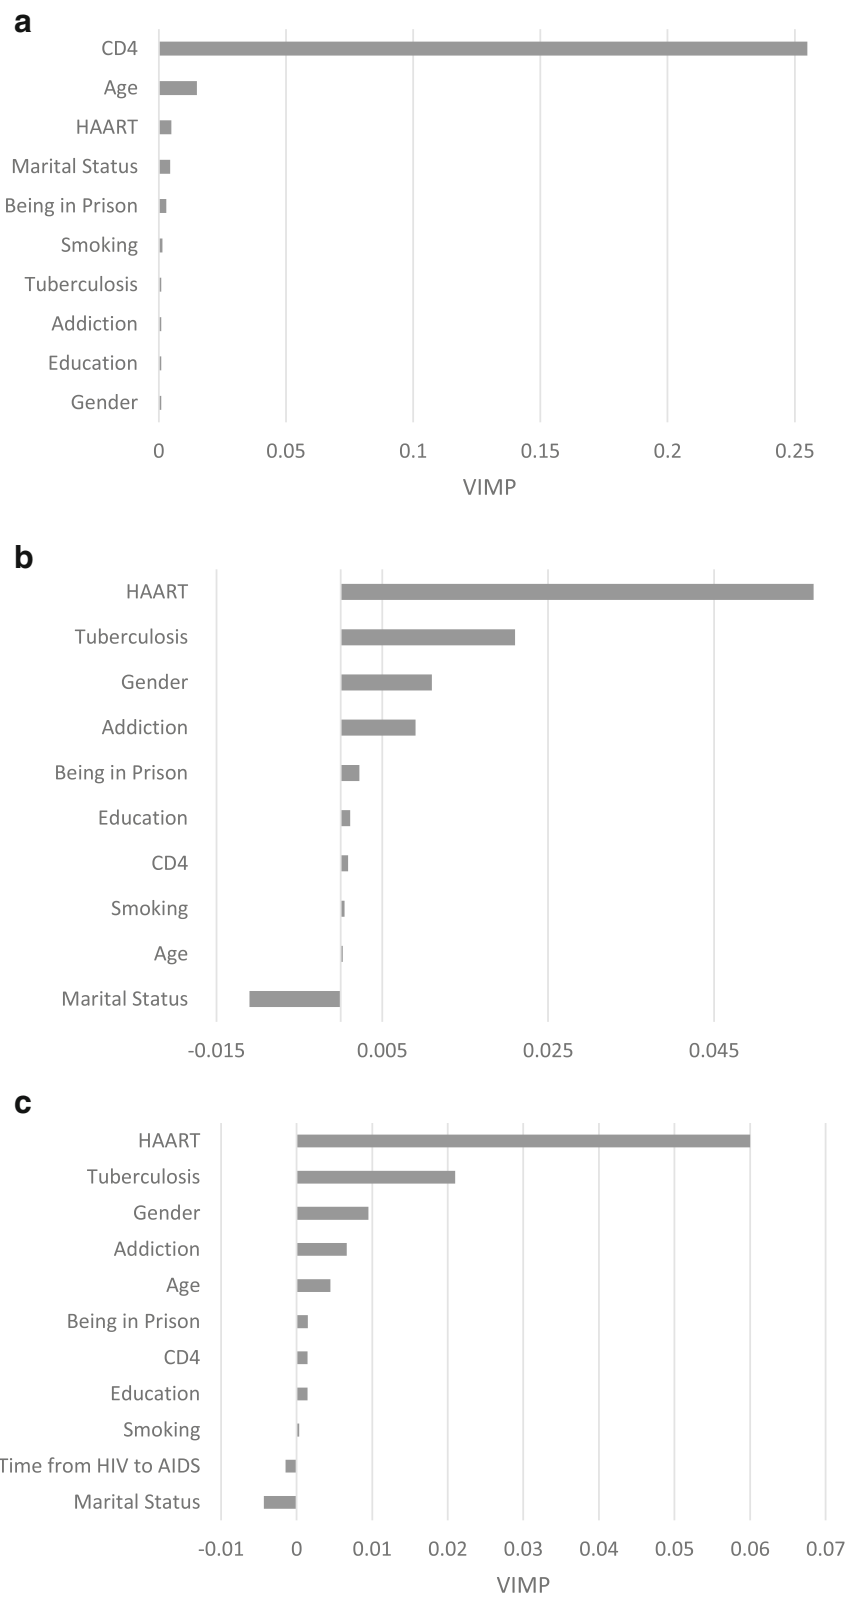 a
CD4
Age
HAART
Marital Status
Being in Prison
Smoking
Tuberculosis
Addiction
Education
Gender
0 0.05 0.1 0.15 0.2 0.25
VIMP
b
HAART
Tuberculosis
Gender
Addiction
Being in Prison
Education
CD4
Smoking
Age
Marital Status
-0.015 0.005 0.025 0.045
c
HAART
Tuberculosis
Gender
Addiction
Age
Being in Prison
CD4
Education
Smoking
Time from HIV to AIDS
Marital Status
-0.01 0 0.01 0.02 0.03 0.04 0.05 0.06 0.07
VIMP